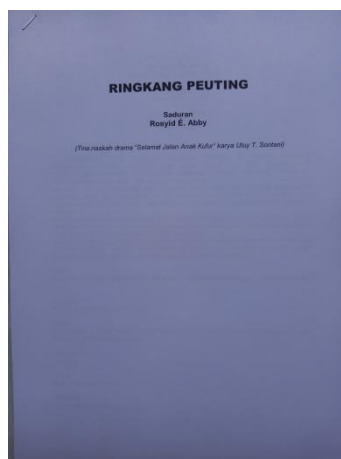 RINGKANG PEUTING
Saduran
Rosyid É. Abby
(Tina naskah drama "Selamat Jalan Anak Kufur" karya Utuy T. Sontani)